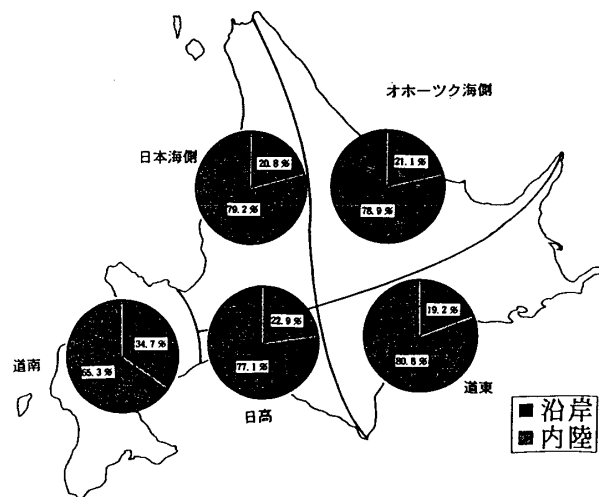 オホーツク海側
日本海側
20.8 %
79.2 %
21.1 %
78.9 %
道南
34.7 %
65.3 %
22.9 %
77.1 %
日高
19.2 %
80.8 %
道東
沿岸
内陸